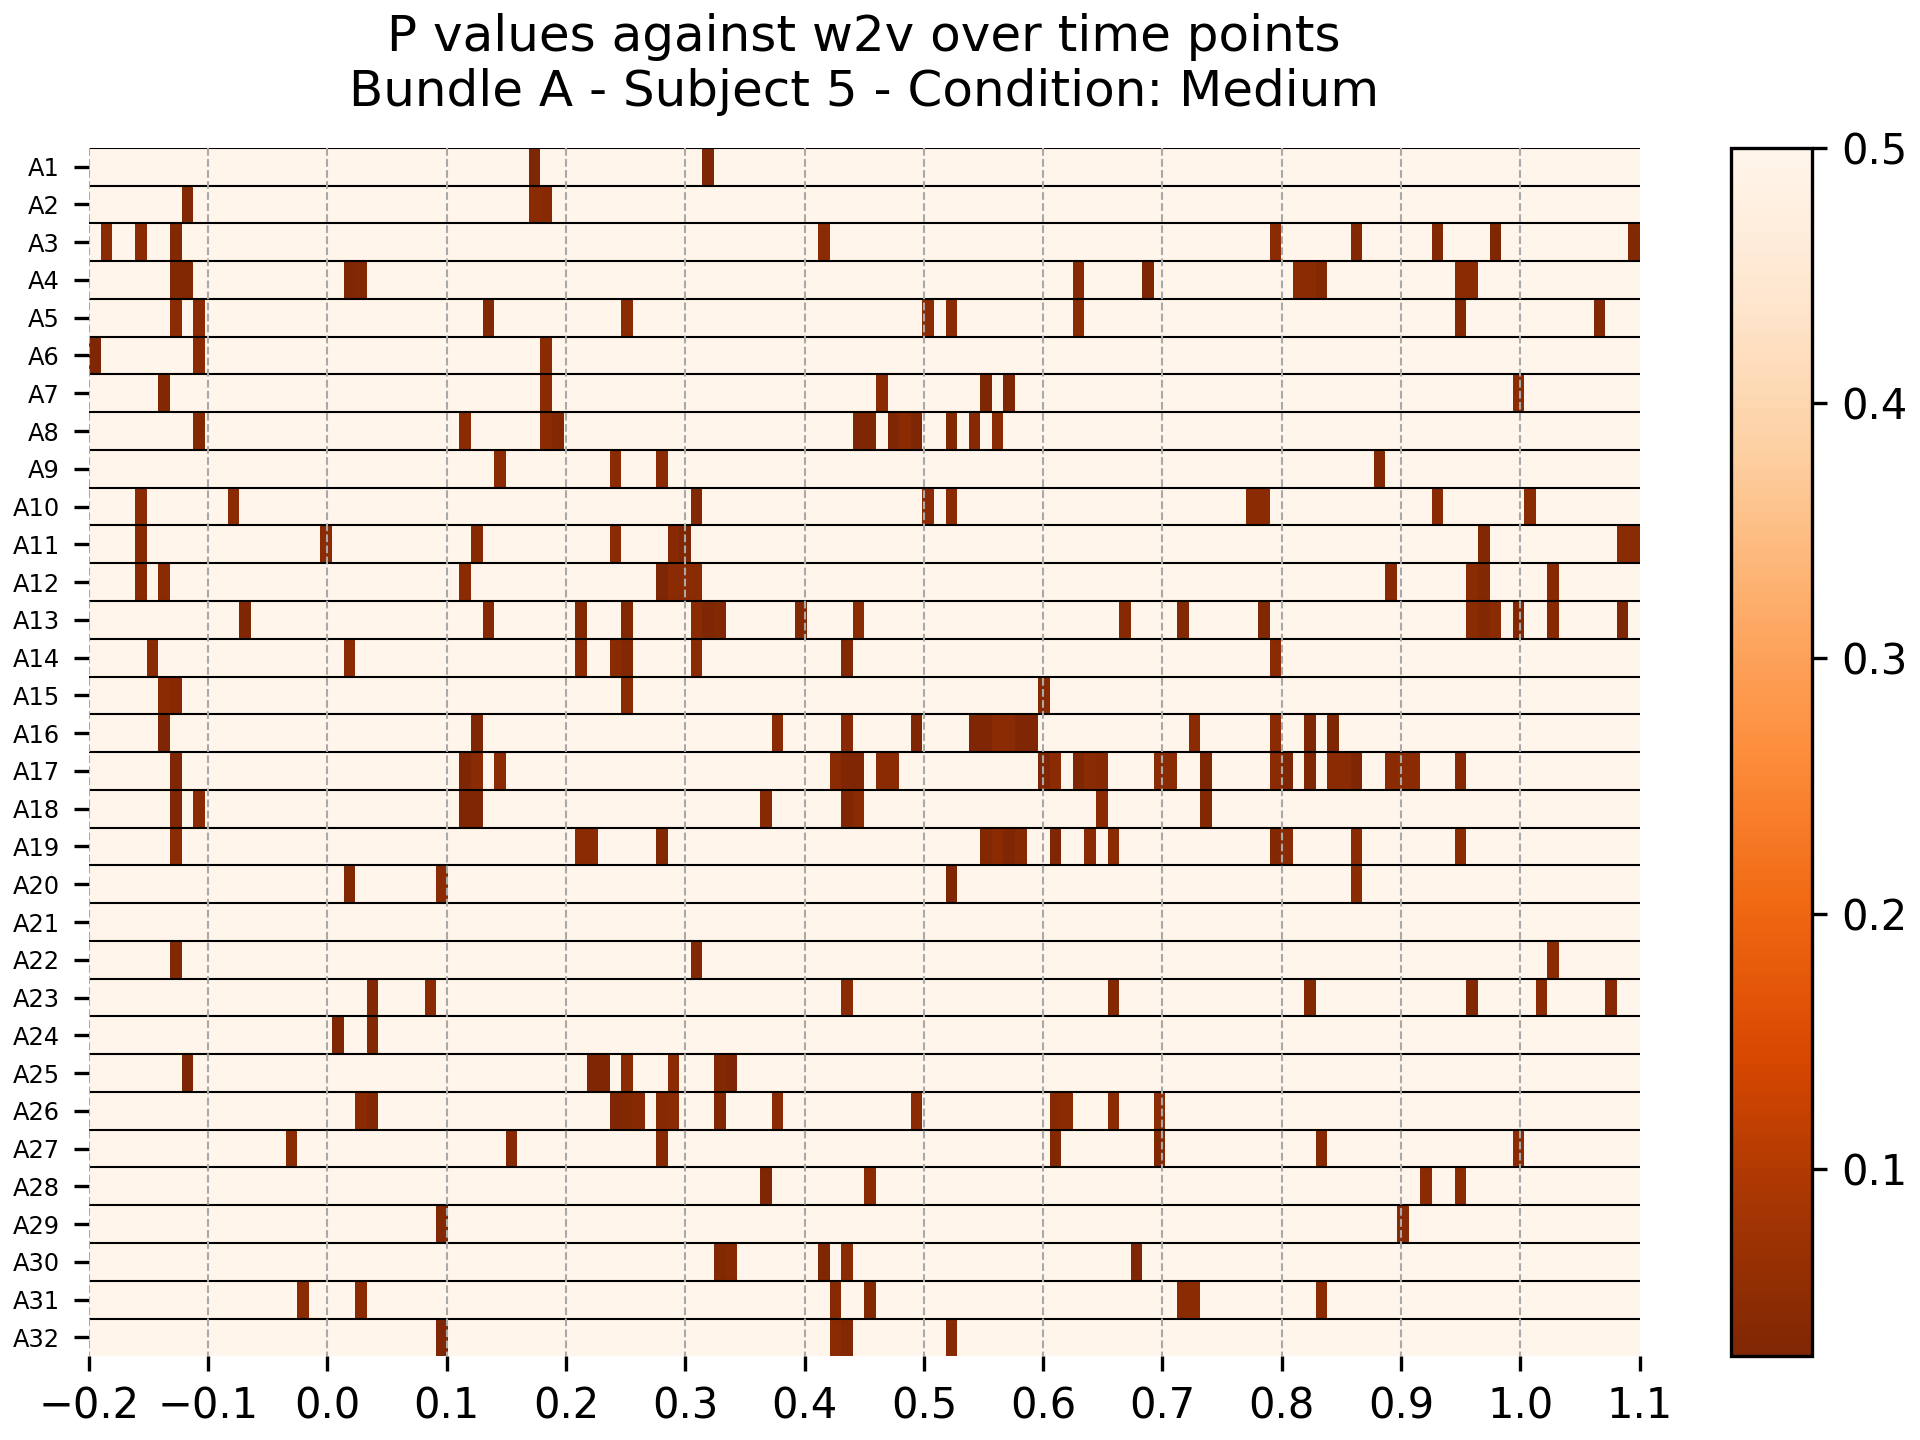 P values against w2v over time points
Bundle A - Subject 5 - Condition: Medium
A1
A2
A3
A4
A5
A6
A7
A8
A9
A10
A11
A12
A13
A14
A15
A16
A17
A18
A19
A20
A21
A22
A23
A24
A25
A26
A27
A28
A29
A30
A31
A32
−0.2 −0.1 0.0 0.1 0.2 0.3 0.4 0.5 0.6 0.7 0.8 0.9 1.0 1.1
0.5
0.4
0.3
0.2
0.1